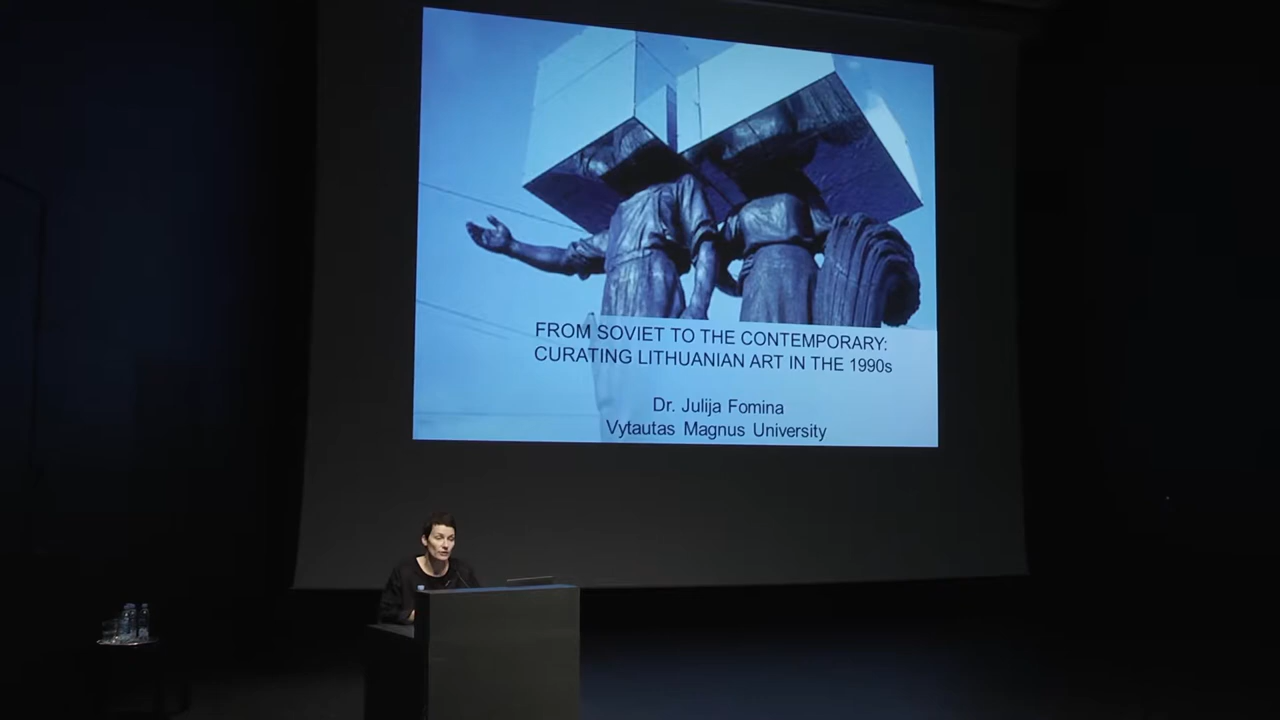 FROM SOVIET TO THE CONTEMPORARY:
CURATING LITHUANIAN ART IN THE 1990s
Dr. Julija Fomina
Vytautas Magnus University